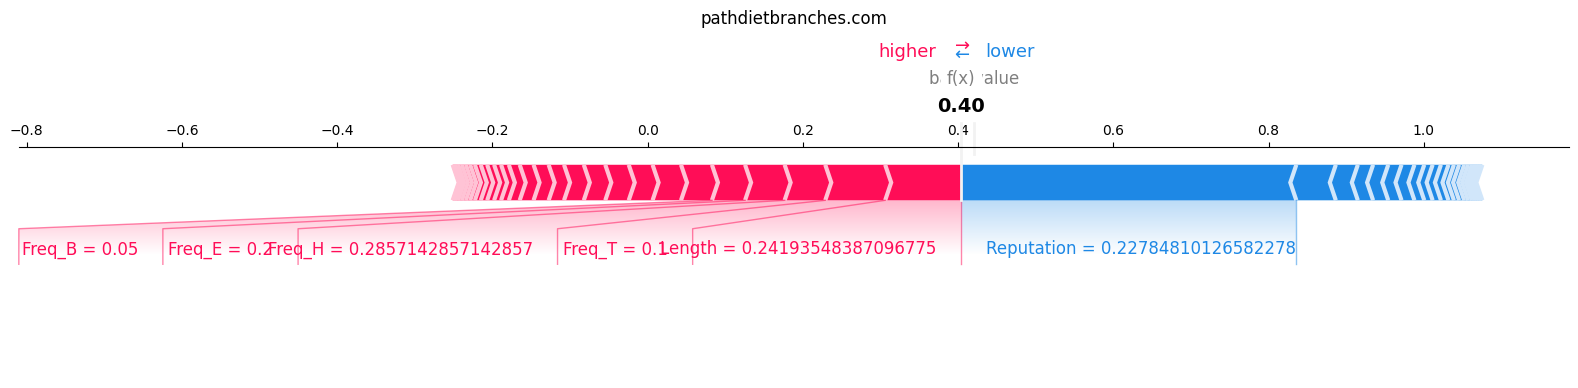 pathdietbranches.com
higher ⇄ lower
b f(x) alue
0.40
−0.8 −0.6 −0.4 −0.2 0.0 0.2 0.4 0.6 0.8 1.0
Freq_B = 0.05 Freq_E = 0.2 Freq_H = 0.2857142857142857 Freq_T = 0.1 Length = 0.24193548387096775 Reputation = 0.22784810126582278